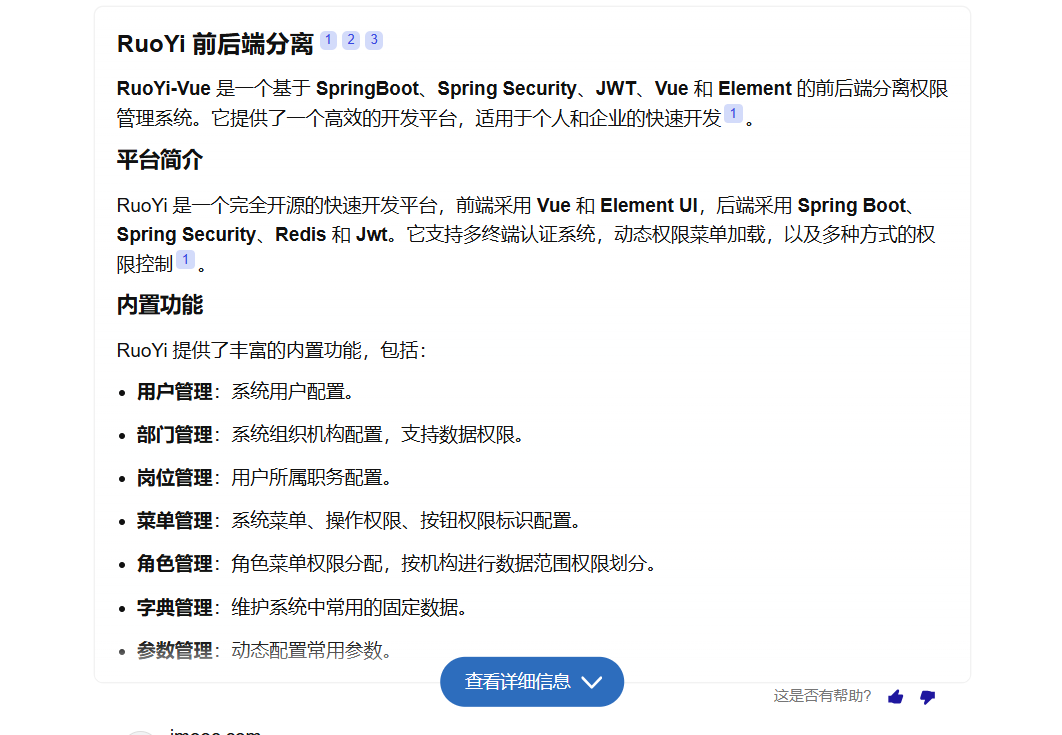 RuoYi 前后端分离 1 2 3
RuoYi-Vue 是一个基于 SpringBoot、Spring Security、JWT、Vue 和 Element 的前后端分离权限
管理系统。它提供了一个高效的开发平台，适用于个人和企业的快速开发 1 。
平台简介
RuoYi 是一个完全开源的快速开发平台，前端采用 Vue 和 Element UI，后端采用 Spring Boot、
Spring Security、Redis 和 Jwt。它支持多终端认证系统，动态权限菜单加载，以及多种方式的权
限控制 1 。
内置功能
RuoYi 提供了丰富的内置功能，包括：
• 用户管理：系统用户配置。
• 部门管理：系统组织机构配置，支持数据权限。
• 岗位管理：用户所属职务配置。
• 菜单管理：系统菜单、操作权限、按钮权限标识配置。
• 角色管理：角色菜单权限分配，按机构进行数据范围权限划分。
• 字典管理：维护系统中常用的固定数据。
• 参数管理：动态配置常用参数。
查看详细信息
这是否有帮助？